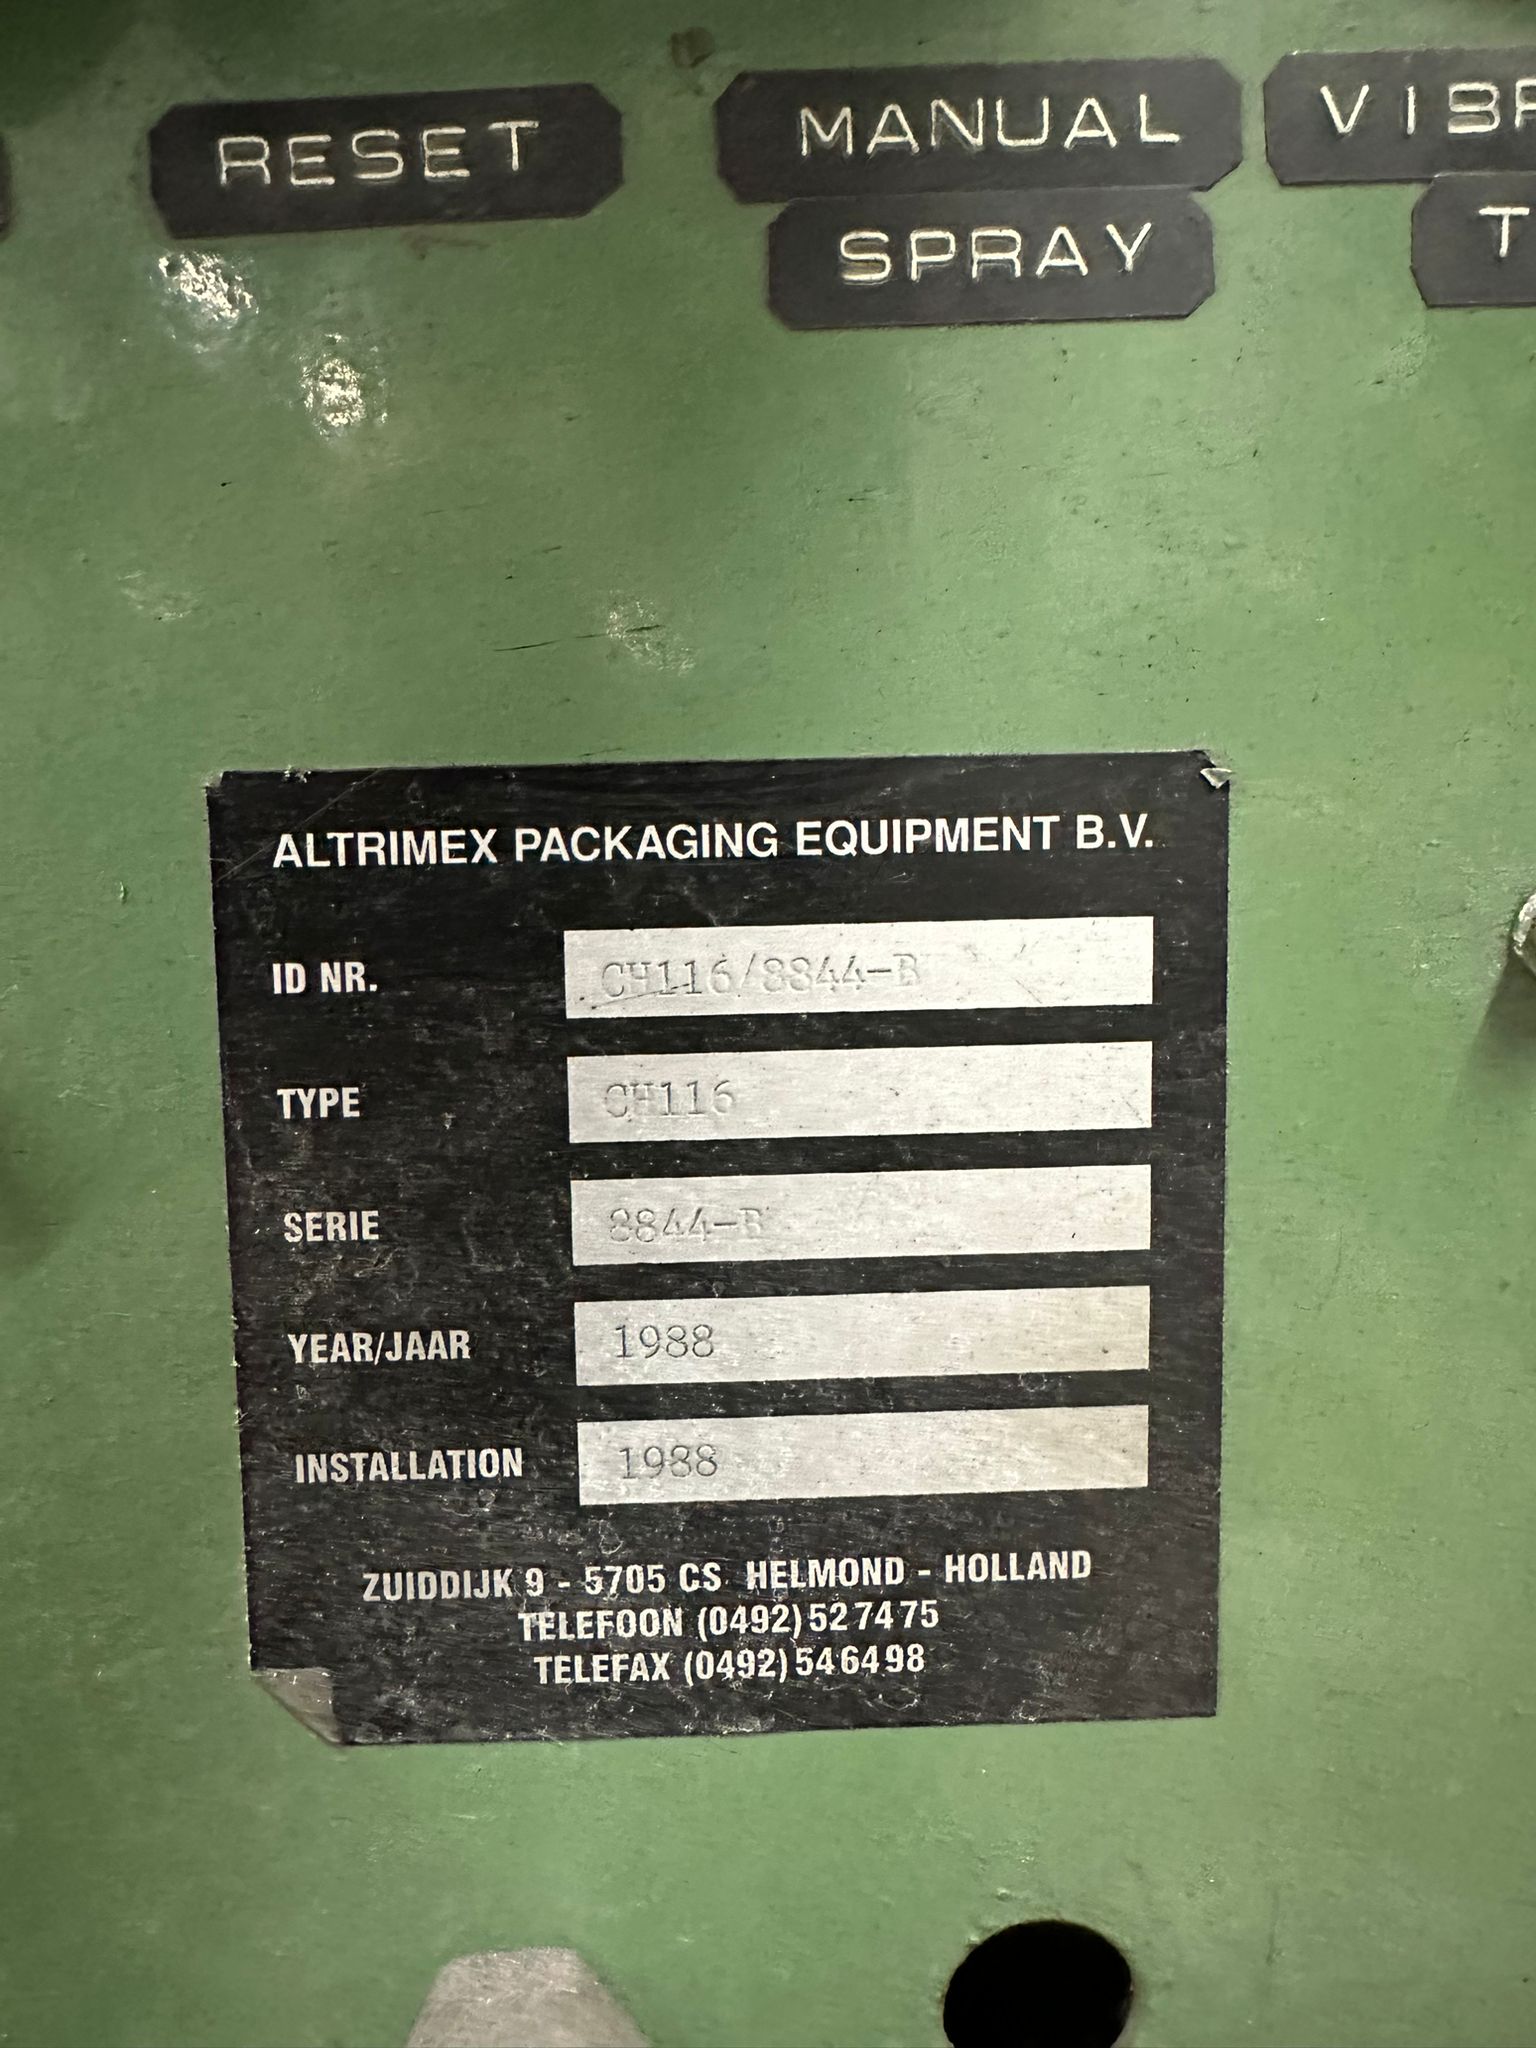 RESET
MANUAL
SPRAY
ALTRIMEX PACKAGING EQUIPMENT B.V.
ID NR. CH116/8844-B
TYPE CH116
SERIE 8844-B
YEAR/JAAR 1988
INSTALLATION 1988
ZUIDDIJK 9 - 5705 CS HELMOND - HOLLAND
TELEFOON (0492) 527475
TELEFAX (0492) 546498